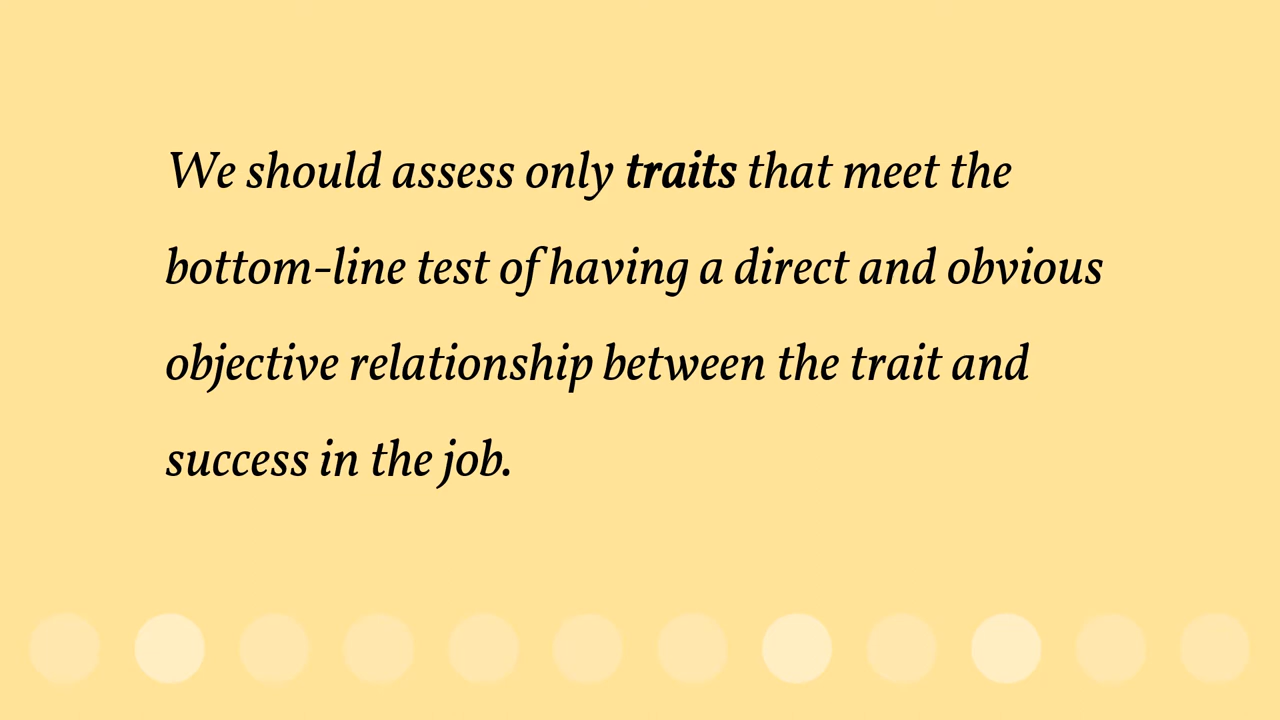 We should assess only traits that meet the
bottom-line test of having a direct and obvious
objective relationship between the trait and
success in the job.